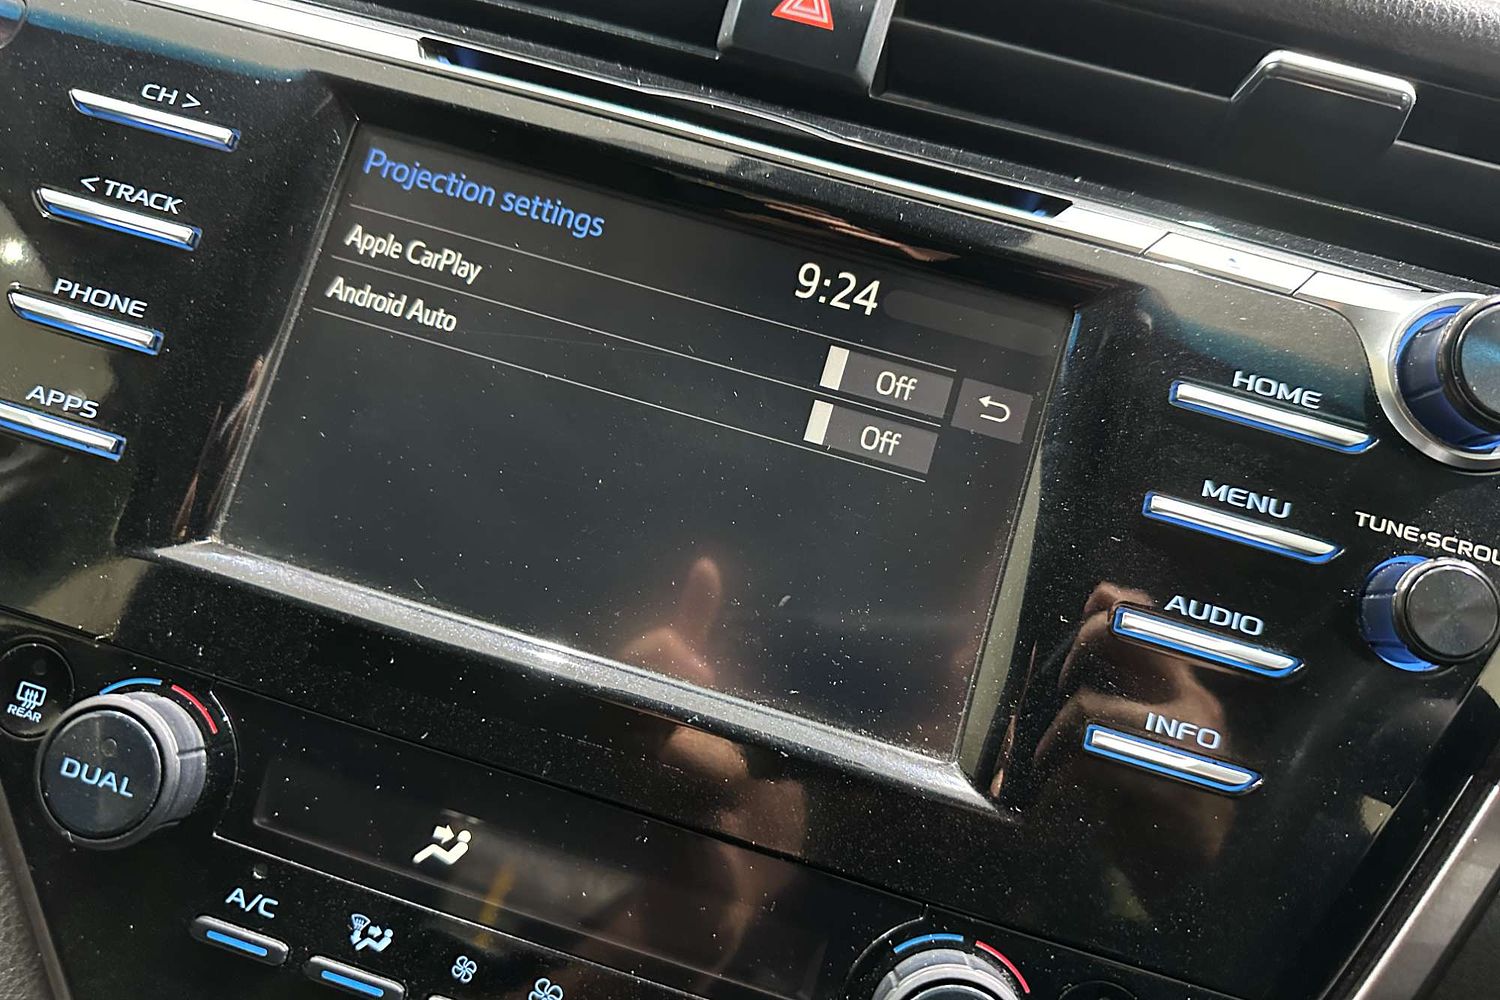 CH >
< TRACK
PHONE
APPS
Projection settings
9:24
Apple CarPlay
Off
Android Auto
Off
HOME
MENU
AUDIO
INFO
TUNE•SCROL
REAR
DUAL
A/C